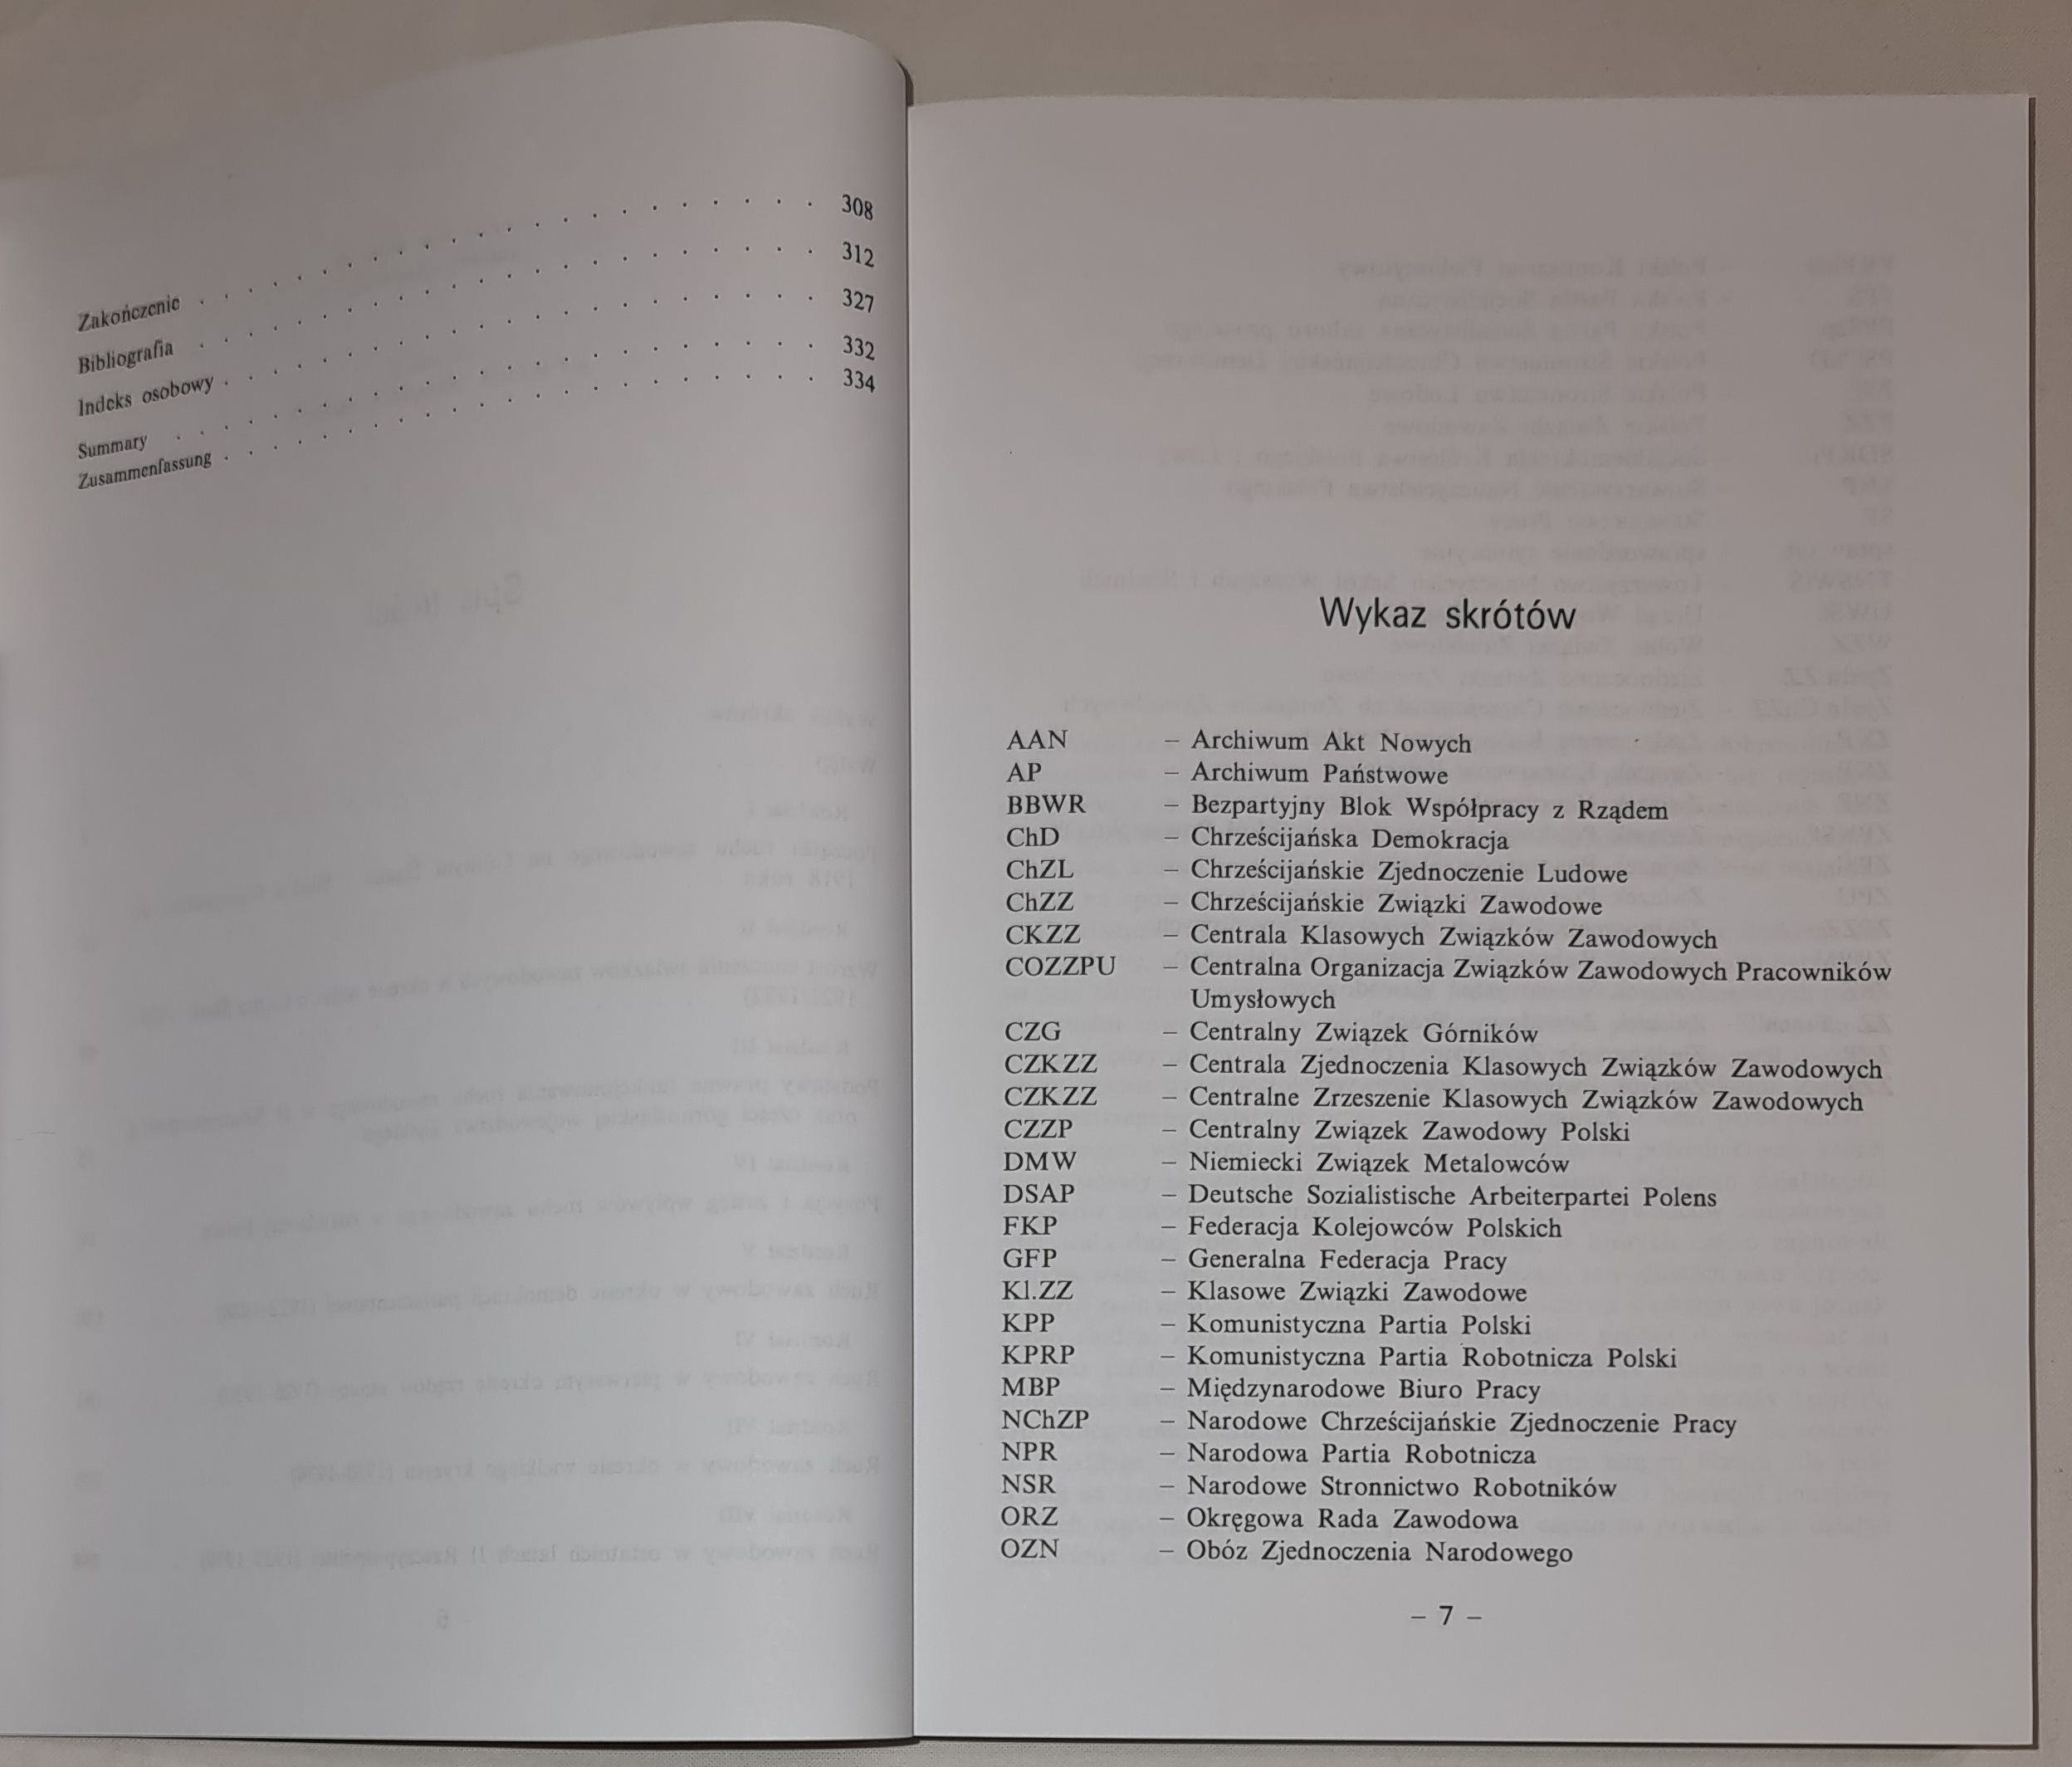 Zakończenie . . . . . . . . . . . . . . . . . . . . . . . 308
Bibliografia . . . . . . . . . . . . . . . . . . . . . . . 312
Indeks osobowy . . . . . . . . . . . . . . . . . . . . . . 327
Summary . . . . . . . . . . . . . . . . . . . . . . . . 332
Zusammenfassung . . . . . . . . . . . . . . . . . . . . . . 334
Wykaz skrótów
AAN – Archiwum Akt Nowych
AP – Archiwum Państwowe
BBWR – Bezpartyjny Blok Współpracy z Rządem
ChD – Chrześcijańska Demokracja
ChZL – Chrześcijańskie Zjednoczenie Ludowe
ChZZ – Chrześcijańskie Związki Zawodowe
CKZZ – Centrala Klasowych Związków Zawodowych
COZZPU – Centralna Organizacja Związków Zawodowych Pracowników
Umysłowych
CZG – Centralny Związek Górników
CZKZZ – Centrala Zjednoczenia Klasowych Związków Zawodowych
CZKZZ – Centralne Zrzeszenie Klasowych Związków Zawodowych
CZZP – Centralny Związek Zawodowy Polski
DMW – Niemiecki Związek Metalowców
DSAP – Deutsche Sozialistische Arbeiterpartei Polens
FKP – Federacja Kolejowców Polskich
GFP – Generalna Federacja Pracy
Kl.ZZ – Klasowe Związki Zawodowe
KPP – Komunistyczna Partia Polski
KPRP – Komunistyczna Partia Robotnicza Polski
MBP – Międzynarodowe Biuro Pracy
NChZP – Narodowe Chrześcijańskie Zjednoczenie Pracy
NPR – Narodowa Partia Robotnicza
NSR – Narodowe Stronnictwo Robotników
ORZ – Okręgowa Rada Zawodowa
OZN – Obóz Zjednoczenia Narodowego
– 7 –